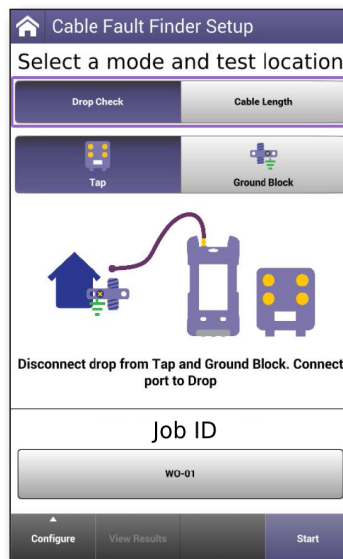 Cable Fault Finder Setup
Select a mode and test location
Drop Check
Cable Length
Tap
Ground Block
Disconnect drop from Tap and Ground Block. Connect
port to Drop
Job ID
WO-01
Configure
View Results
Start